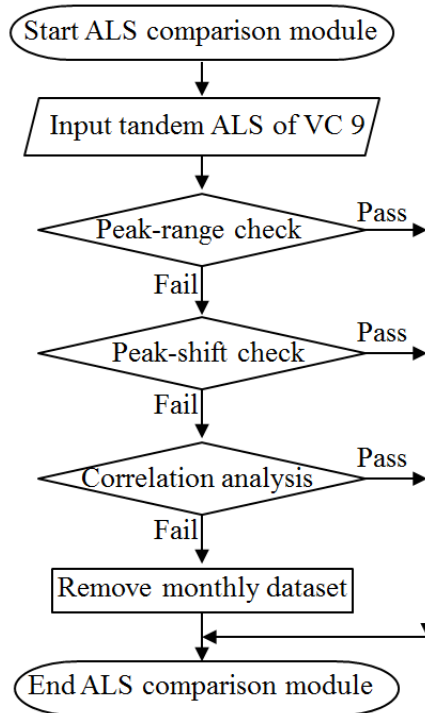 Start ALS comparison module
Input tandem ALS of VC 9
Peak-range check
Pass
Fail
Peak-shift check
Pass
Fail
Correlation analysis
Pass
Fail
Remove monthly dataset
End ALS comparison module